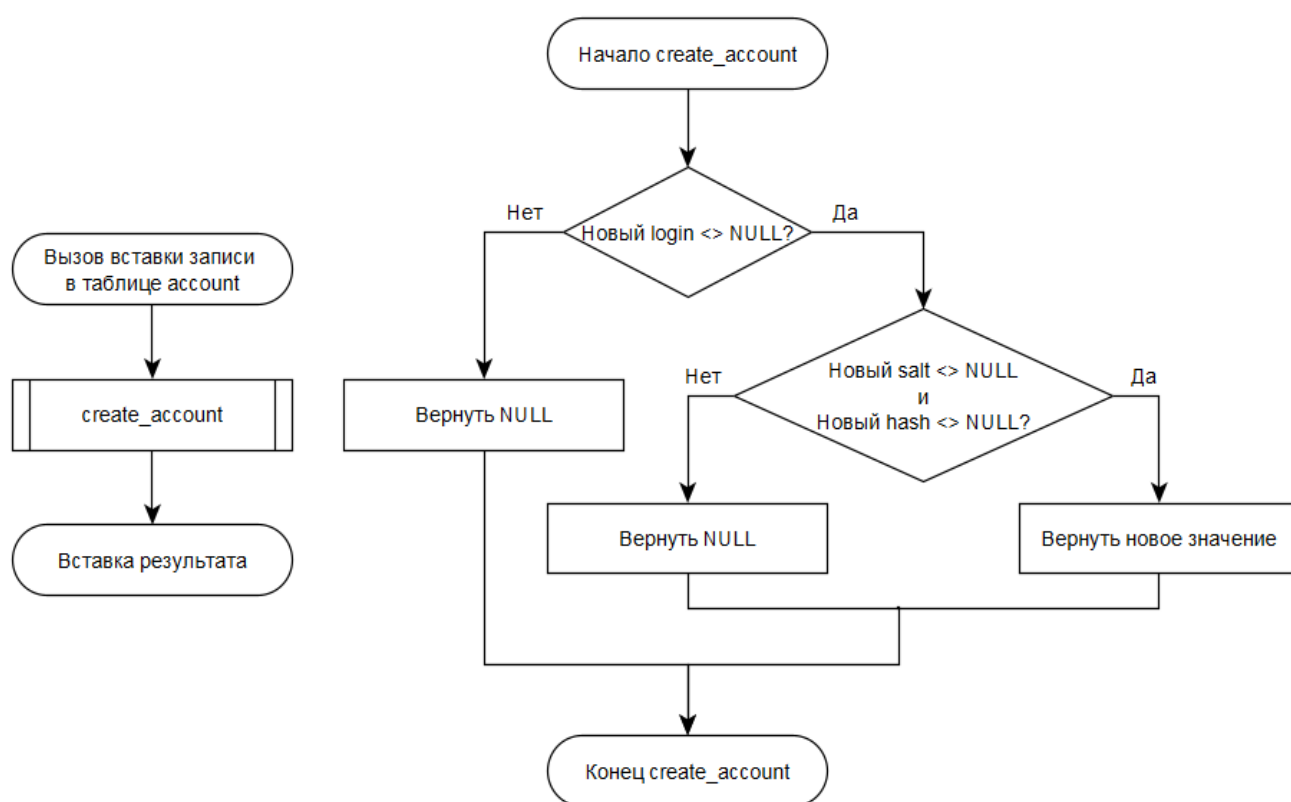 Начало create_account
Нет
Да
Новый login <> NULL?
Вызов вставки записи
в таблице account
create_account
Вставка результата
Вернуть NULL
Нет
Да
Новый salt <> NULL
и
Новый hash <> NULL?
Вернуть NULL
Вернуть новое значение
Конец create_account